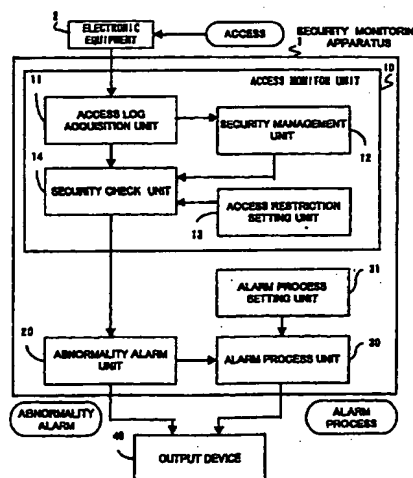 2
ELECTRONIC
EQUIPMENT
ACCESS
SECURITY MONITORING
APPARATUS
1
10
ACCESS MONITOR UNIT
11
ACCESS LOG
ACQUISITION UNIT
SECURITY MANAGEMENT
UNIT
12
14
SECURITY CHECK UNIT
ACCESS RESTRICTION
SETTING UNIT
13
31
ALARM PROCESS
SETTING UNIT
20
ABNORMALITY ALARM
UNIT
ALARM PROCESS UNIT
30
ABNORMALITY
ALARM
ALARM
PROCESS
40
OUTPUT DEVICE